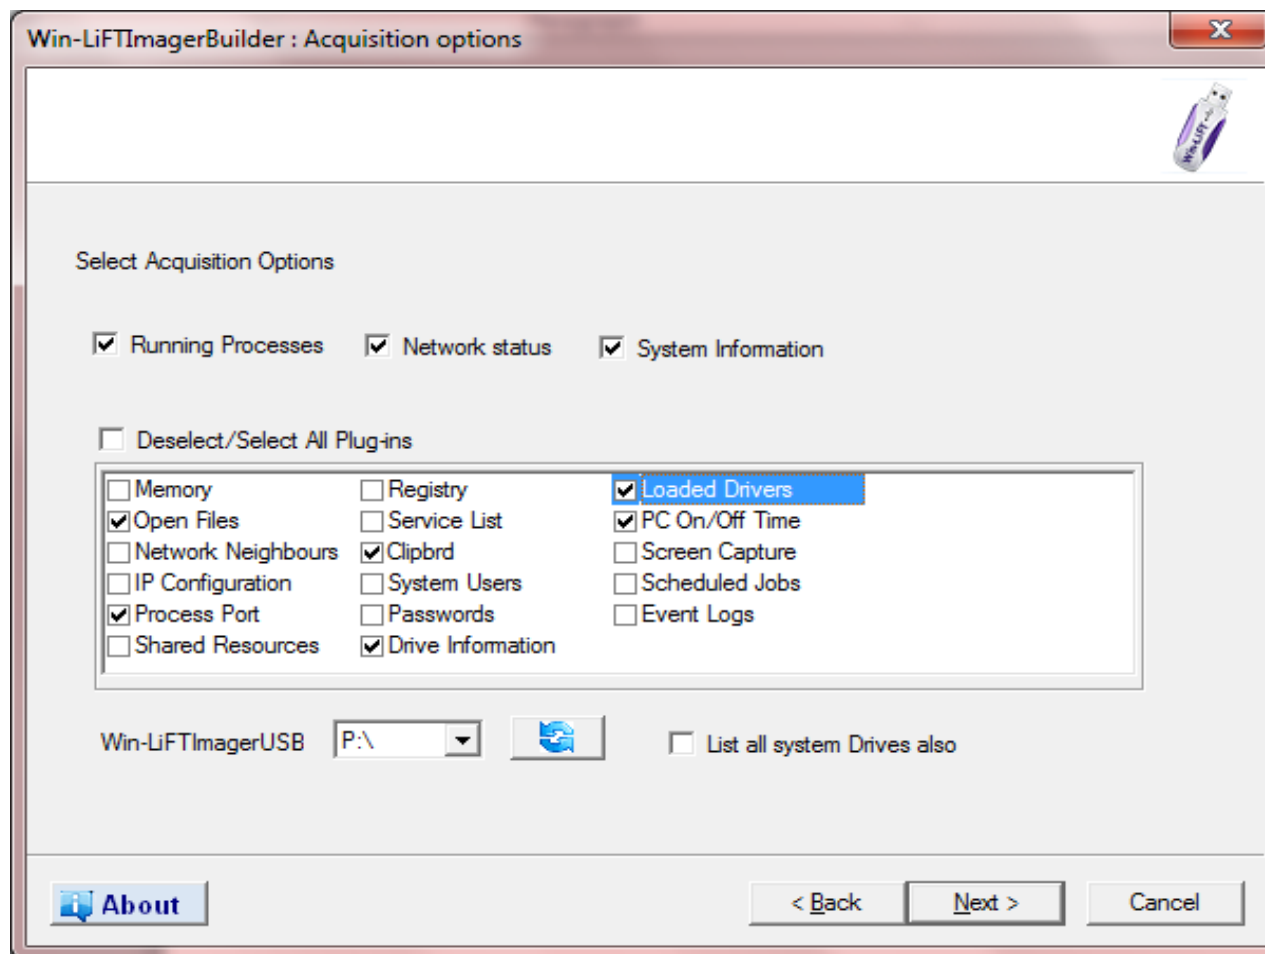 Win-LiFTImagerBuilder : Acquisition options
Win-LiFT
Select Acquisition Options
Running Processes Network status System Information
Deselect/Select All Plug-ins
Memory Registry Loaded Drivers
Open Files Service List PC On/Off Time
Network Neighbours Clipbrd Screen Capture
IP Configuration System Users Scheduled Jobs
Process Port Passwords Event Logs
Shared Resources Drive Information
Win-LiFTImagerUSB P:\ List all system Drives also
About < Back Next > Cancel